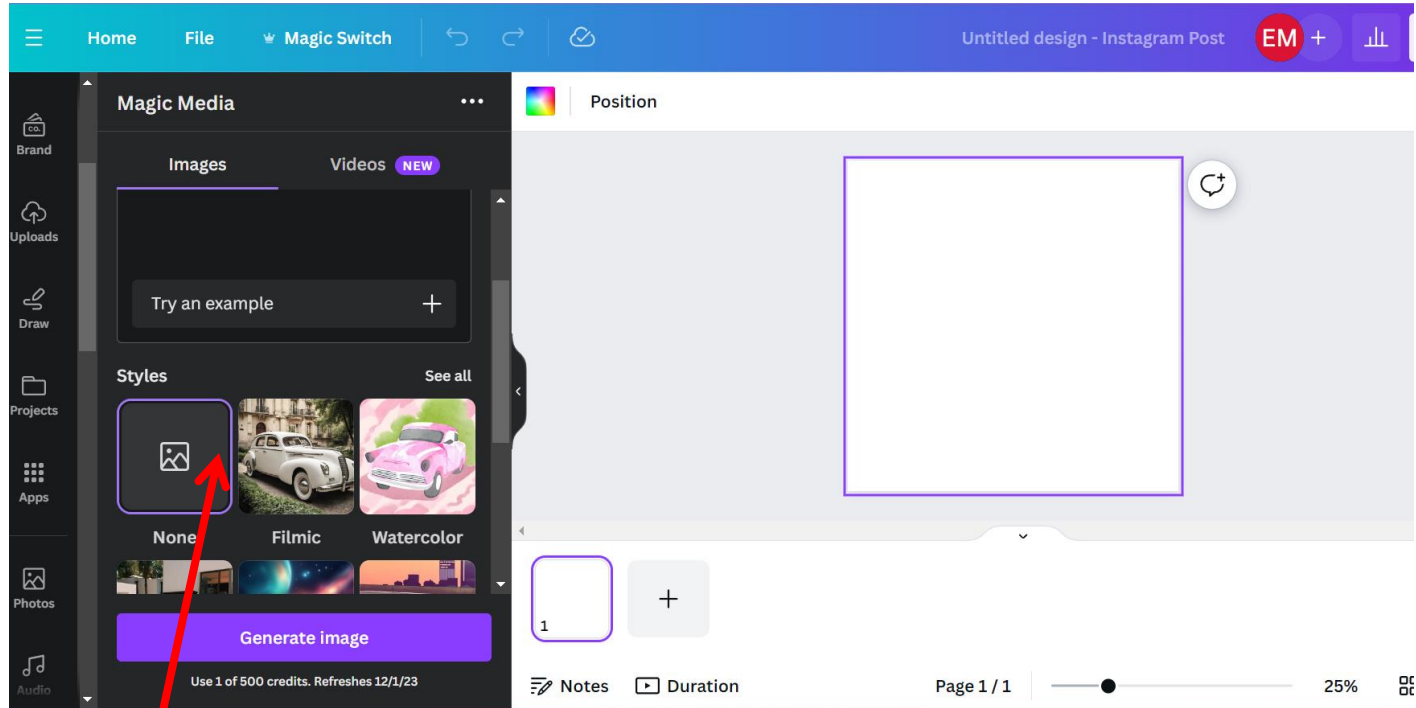 Home File Magic Switch Untitled design - Instagram Post EM +
Brand
Uploads
Draw
Projects
Apps
Photos
Audio
Magic Media ...
Images Videos NEW
Try an example +
Styles See all
None Filmic Watercolor
Generate image
Use 1 of 500 credits. Refreshes 12/1/23
Position
1
+
Notes Duration Page 1 / 1 25%